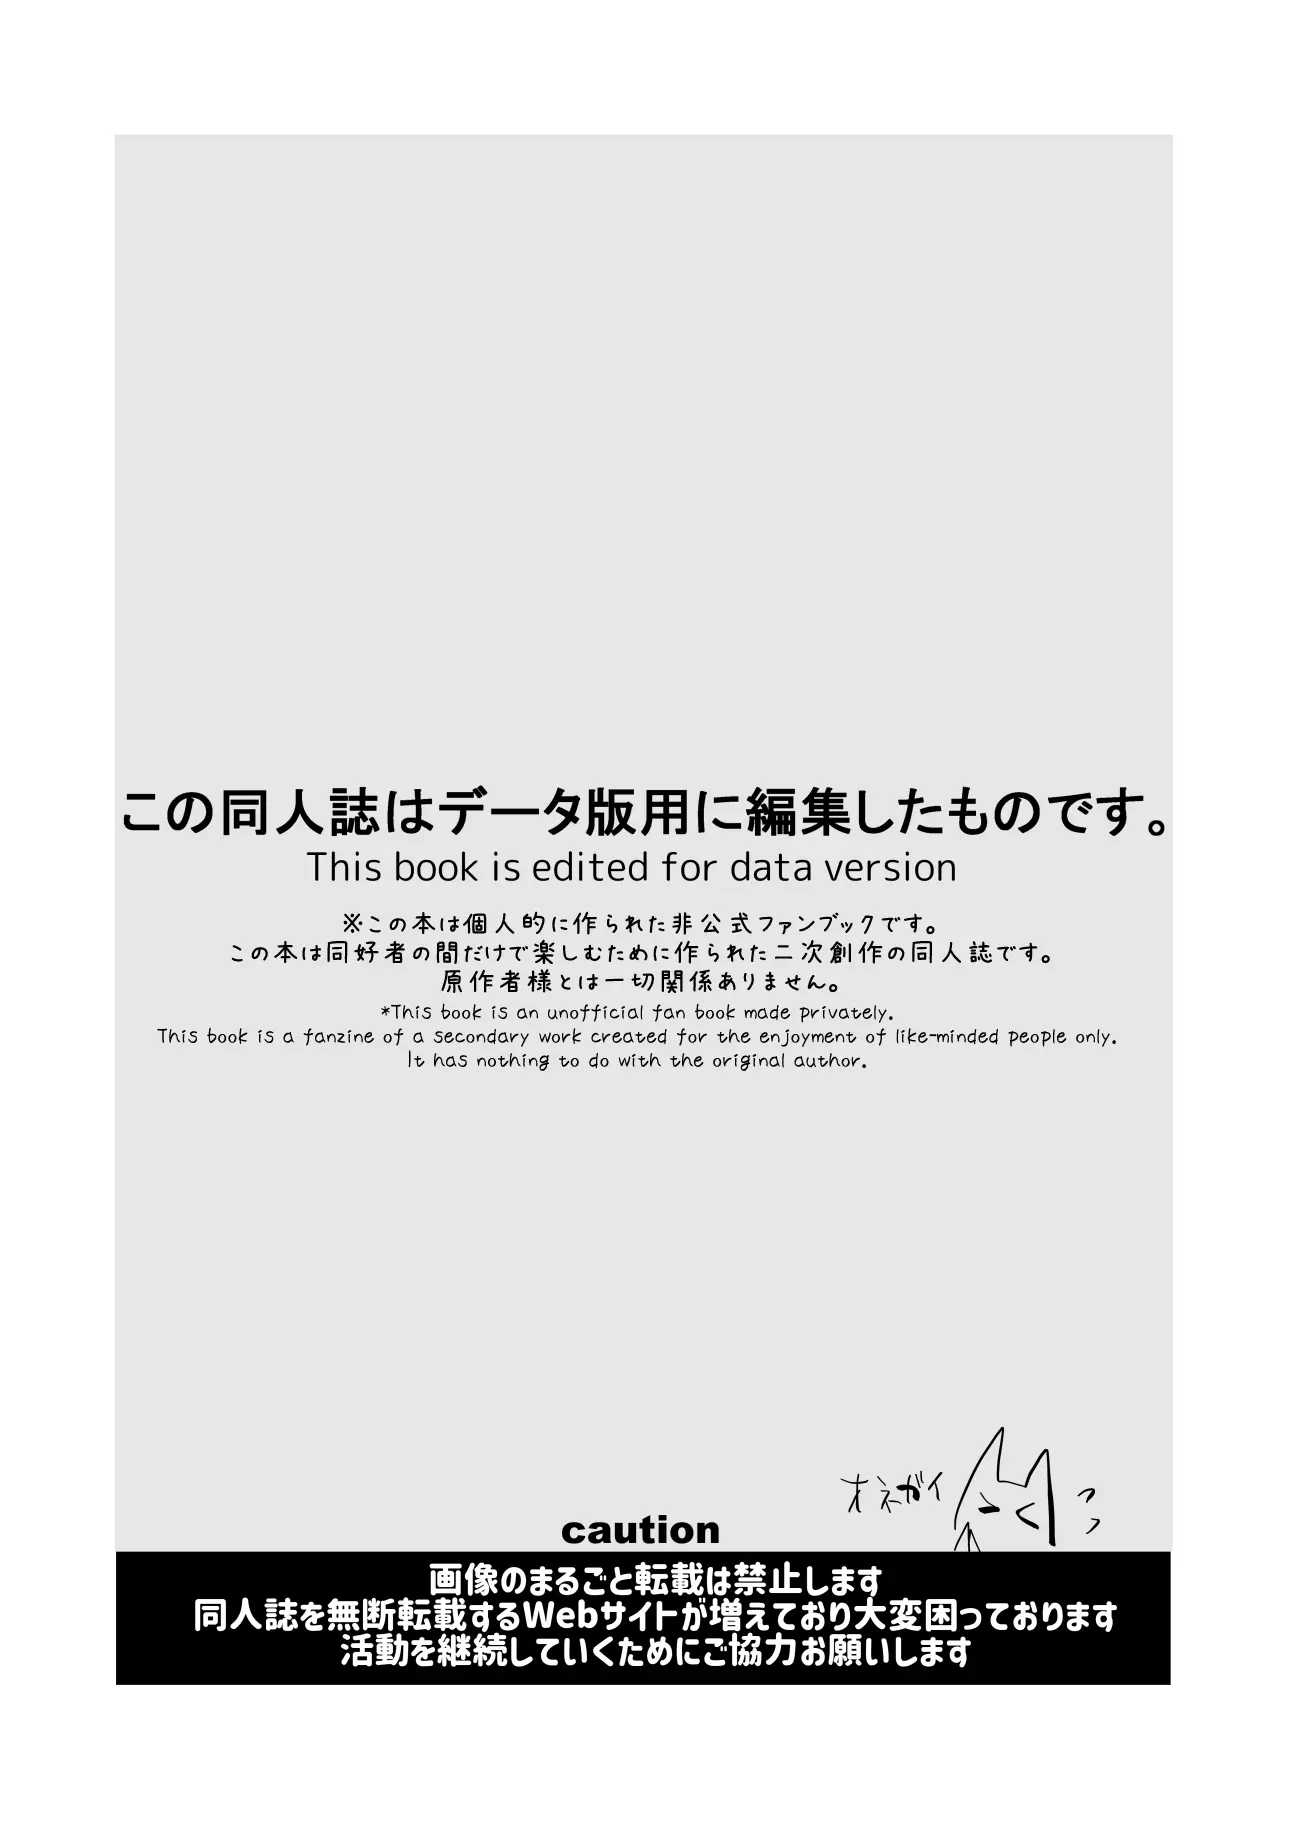 この同人誌はデータ版用に編集したものです。
This book is edited for data version
※この本は個人的に作られた非公式ファンブックです。
この本は同好者の間だけで楽しむために作られた二次創作の同人誌です。
原作者様とは一切関係ありません。
*This book is an unofficial fan book made privately.
This book is a fanzine of a secondary work created for the enjoyment of like-minded people only.
It has nothing to do with the original author.
オネガイ
caution
画像のまるごと転載は禁止します
同人誌を無断転載するWebサイトが増えており大変困っております
活動を継続していくためにご協力お願いします